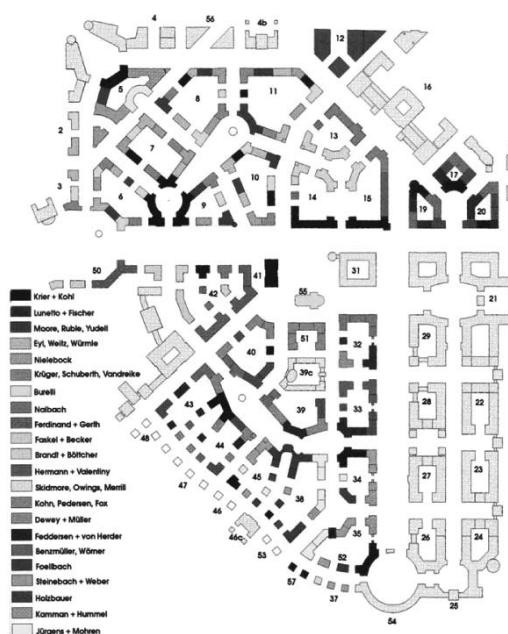 4
56
4b
12
5
8
11
16
2
13
7
3
6
9
10
14
15
17
19
20
50
41
31
42
55
21
51
32
29
40
39c
43
39
33
28
22
48
44
45
34
47
38
27
23
46
46c
35
53
52
26
24
57
37
54
25
Krier + Kohl
Lunetto + Fischer
Moore, Ruble, Yudell
Eyl, Weitz, Würmle
Nielebock
Krüger, Schuberth, Vandreike
Burelli
Nalbach
Ferdinand + Gerth
Faskel + Becker
Brandt + Böttcher
Hermann + Valentiny
Skidmore, Owings, Merrill
Kohn, Pedersen, Fox
Dewey + Müller
Feddersen + von Herder
Benzmüller, Wörner
Foellbach
Steinebach + Weber
Holzbauer
Kamman + Hummel
Jürgens + Mohren